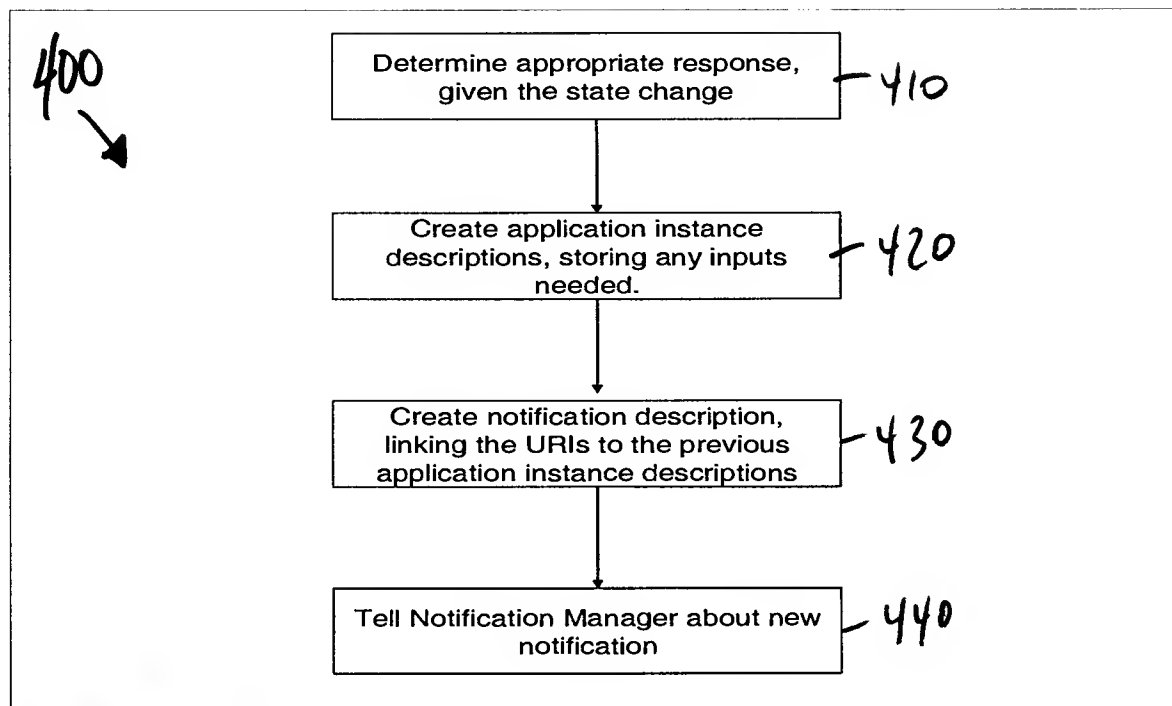 400
Determine appropriate response,
given the state change
410
Create application instance
descriptions, storing any inputs
needed.
420
Create notification description,
linking the URIs to the previous
application instance descriptions
430
Tell Notification Manager about new
notification
440